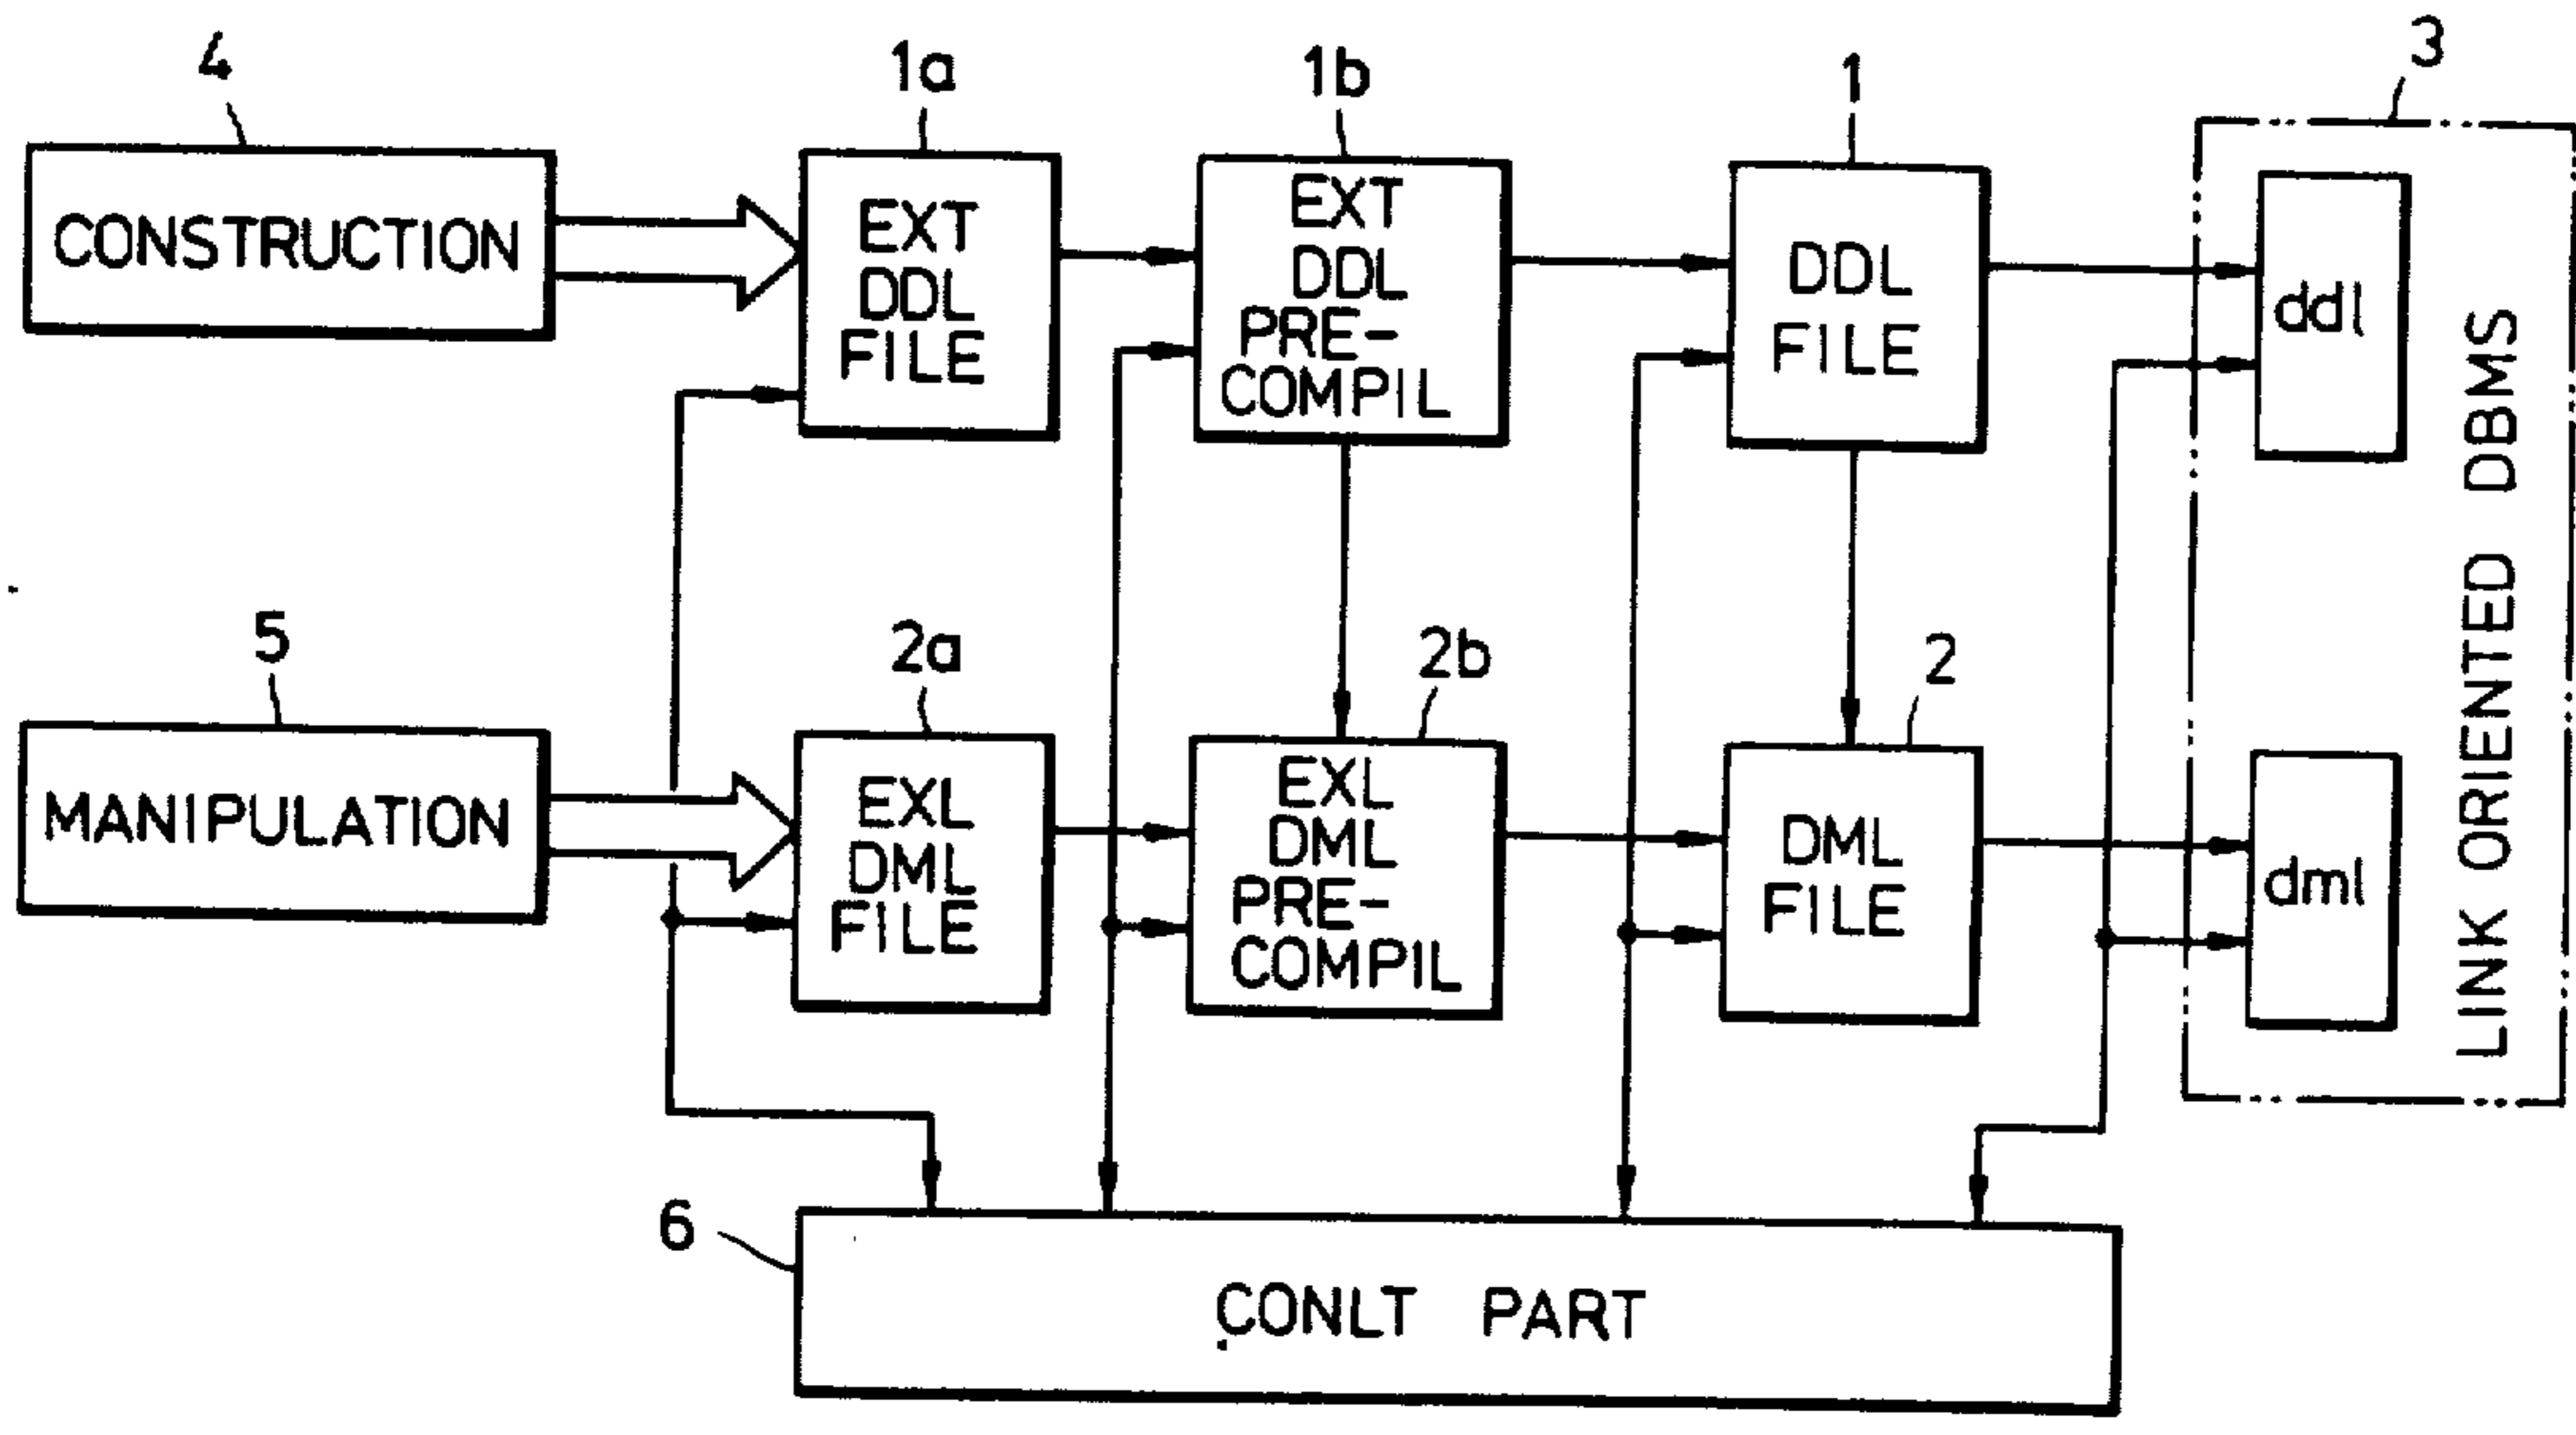 4
1a
1b
1
3
CONSTRUCTION
EXT
DDL
FILE
EXT
DDL
PRE-
COMPIL
DDL
FILE
ddl
LINK ORIENTED DBMS
5
2a
2b
2
MANIPULATION
EXL
DML
FILE
EXL
DML
PRE-
COMPIL
DML
FILE
dml
6
CONLT PART